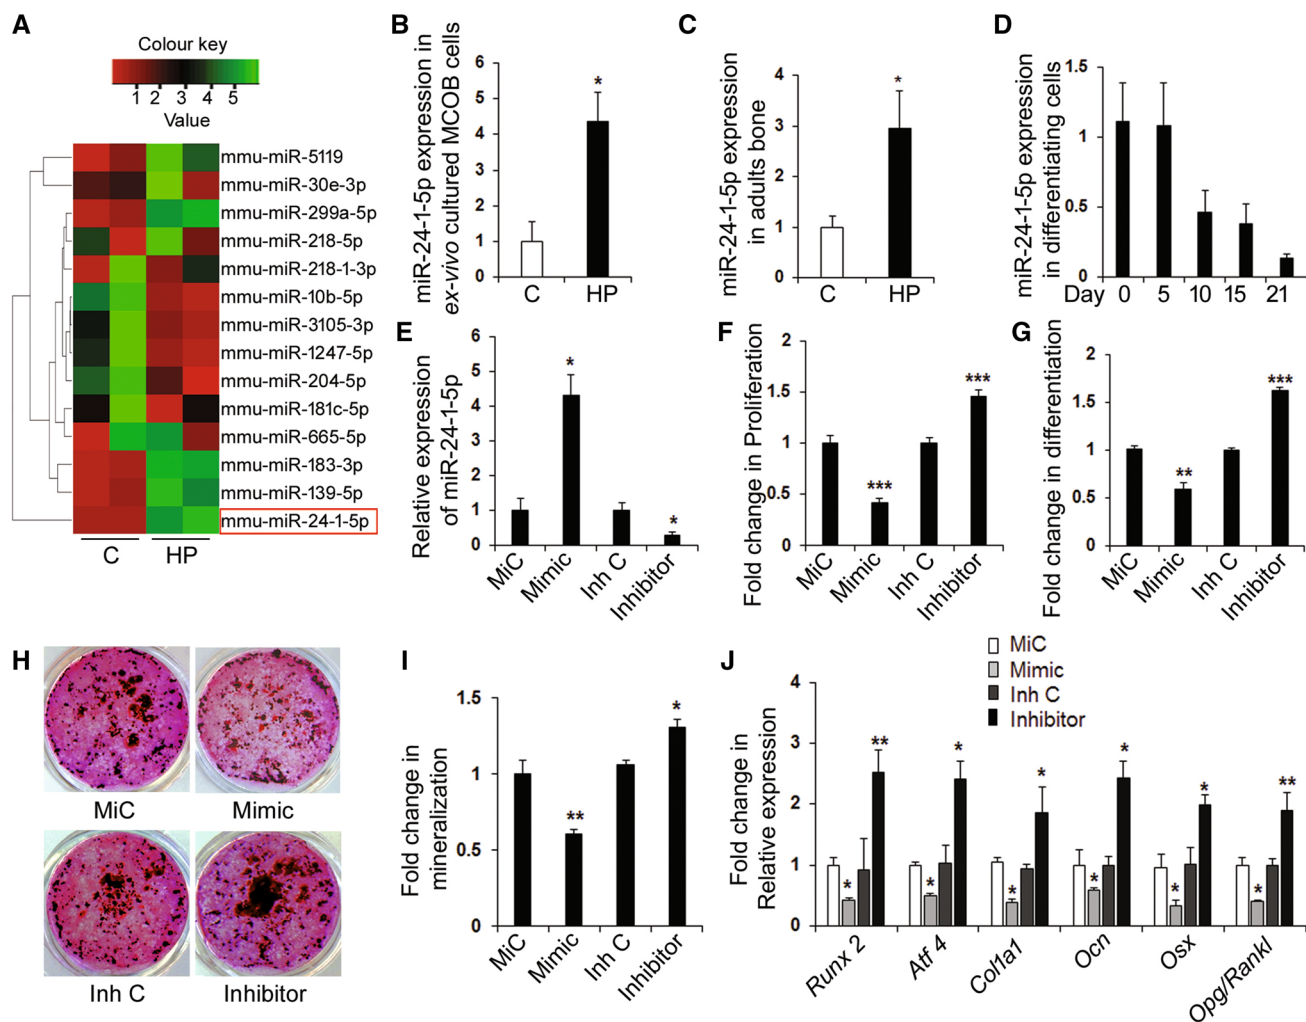 A
Colour key
1 2 3 4 5
Value
mmu-miR-5119
mmu-miR-30e-3p
mmu-miR-299a-5p
mmu-miR-218-5p
mmu-miR-218-1-3p
mmu-miR-10b-5p
mmu-miR-3105-3p
mmu-miR-1247-5p
mmu-miR-204-5p
mmu-miR-181c-5p
mmu-miR-665-5p
mmu-miR-183-3p
mmu-miR-139-5p
mmu-miR-24-1-5p
C HP
B
miR-24-1-5p expression in
ex-vivo cultured MCOB cells
6
5
4
3
2
1
0
*
C HP
C
miR-24-1-5p expression
in adults bone
4
3
2
1
0
*
C HP
D
miR-24-1-5p expression
in differentiating cells
1.5
1
0.5
0
Day 0 5 10 15 21
E
Relative expression
of miR-24-1-5p
6
5
4
3
2
1
0
*
*
MiC Mimic Inh C Inhibitor
F
Fold change in Proliferation
2
1.5
1
0.5
0
***
***
MiC Mimic Inh C Inhibitor
G
Fold change in differentiation
2
1.5
1
0.5
0
**
***
MiC Mimic Inh C Inhibitor
H
MiC Mimic
Inh C Inhibitor
I
Fold change in
mineralization
1.5
1
0.5
0
**
*
MiC Mimic Inh C Inhibitor
J
MiC
Mimic
Inh C
Inhibitor
Fold change in
Relative expression
4
3
2
1
0
* ** * * * * * * * * * **
Runx 2 Atf 4 Col1a1 Ocn Osx Opg/Rankl